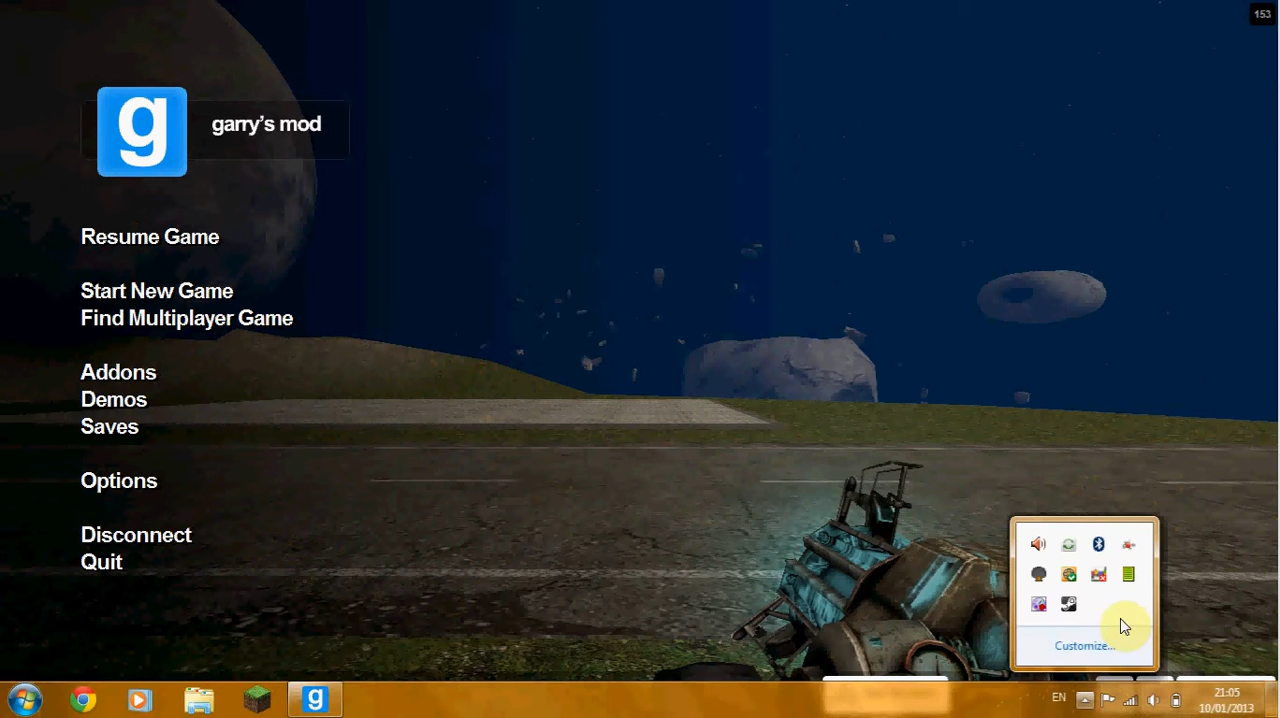 153
g
garry's mod
Resume Game
Start New Game
Find Multiplayer Game
Addons
Demos
Saves
Options
Disconnect
Quit
Customize...
g
EN
21:05
10/01/2013